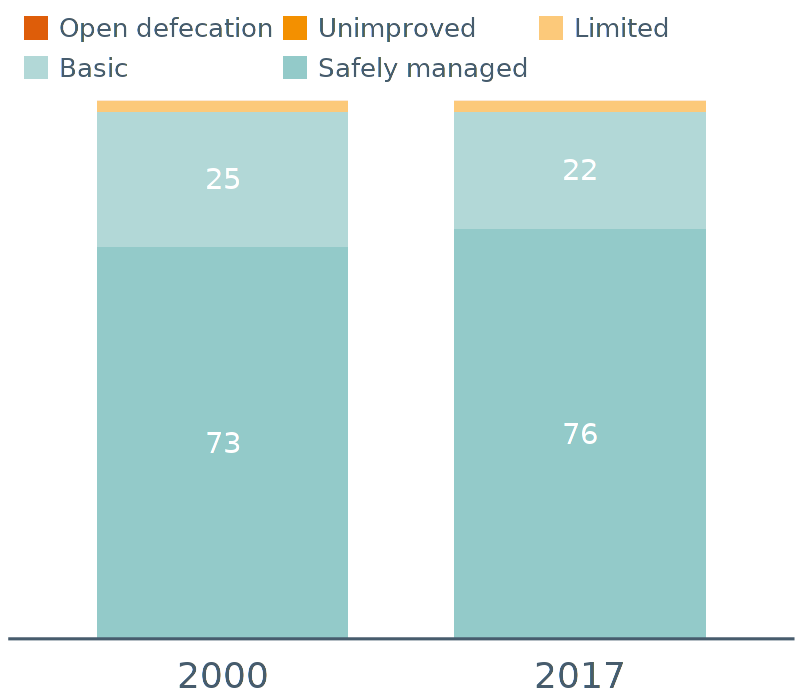 Open defecation Unimproved Limited
Basic Safely managed
25 22
73 76
2000 2017